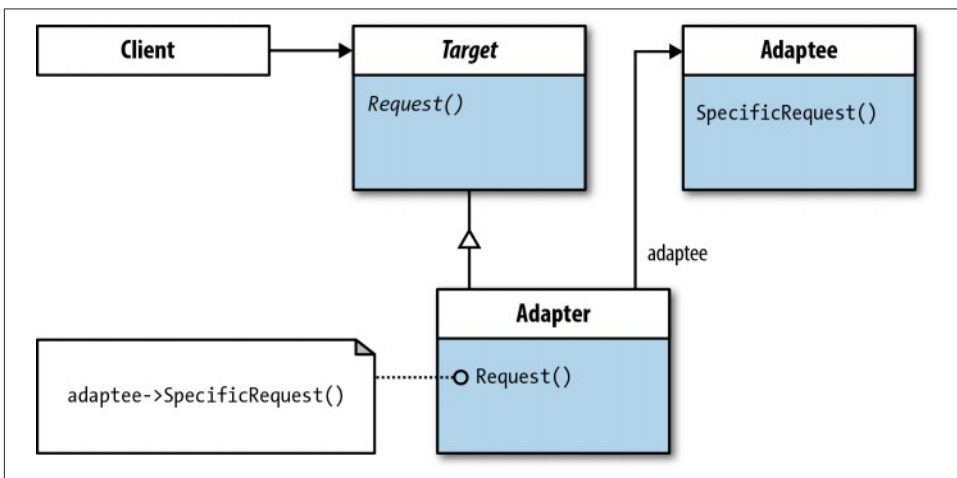 Client
Target
Request()
Adaptee
SpecificRequest()
adaptee
Adapter
Request()
adaptee->SpecificRequest()